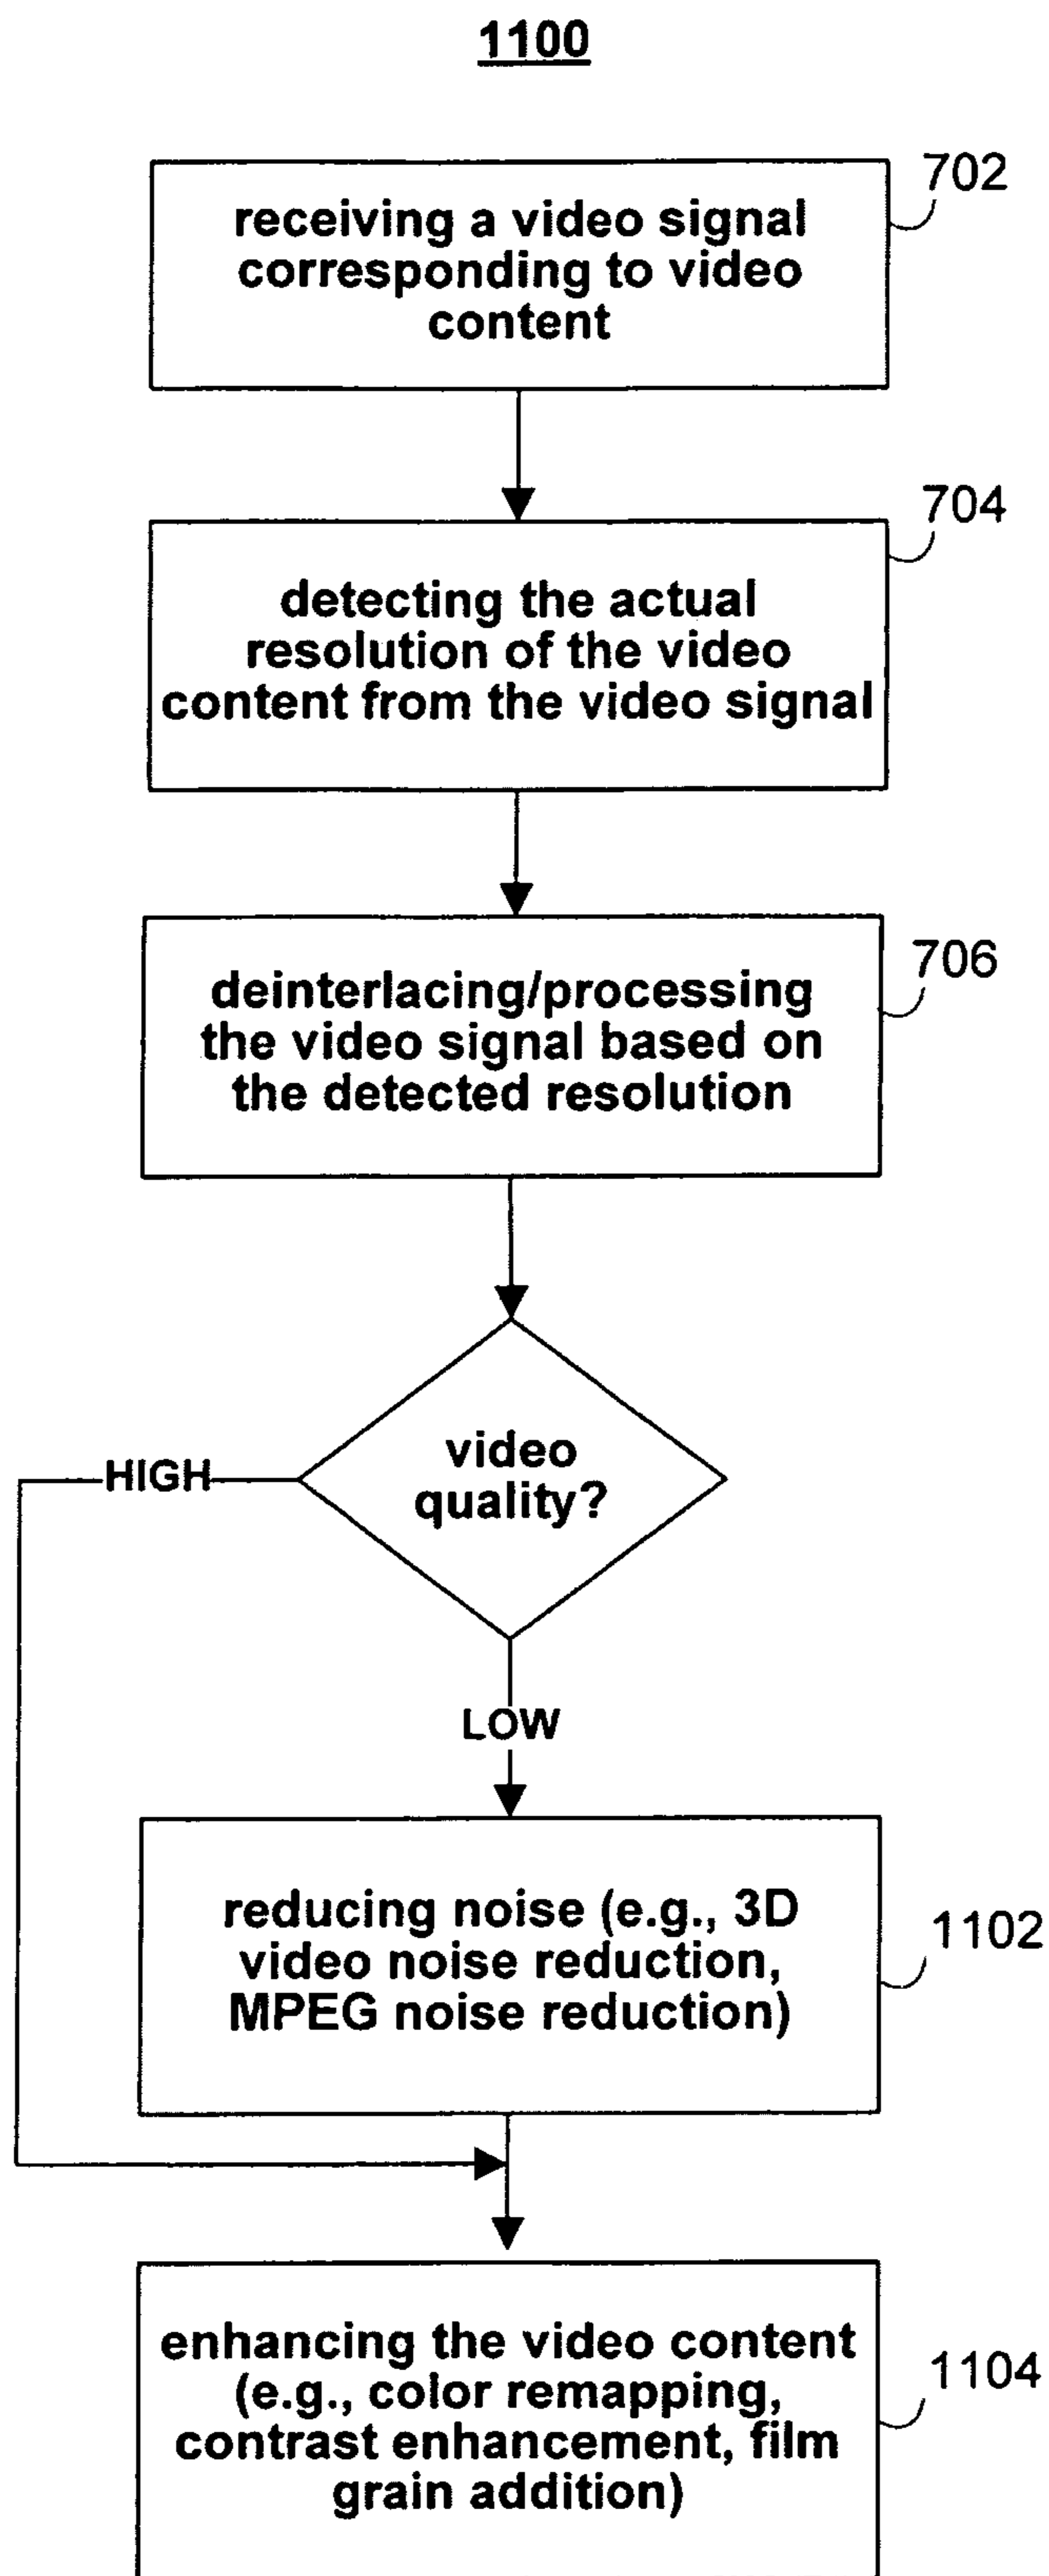 1100
702
receiving a video signal
corresponding to video
content
704
detecting the actual
resolution of the video
content from the video signal
706
deinterlacing/processing
the video signal based on
the detected resolution
video
quality?
HIGH
LOW
reducing noise (e.g., 3D
video noise reduction,
MPEG noise reduction)
1102
enhancing the video content
(e.g., color remapping,
contrast enhancement, film
grain addition)
1104